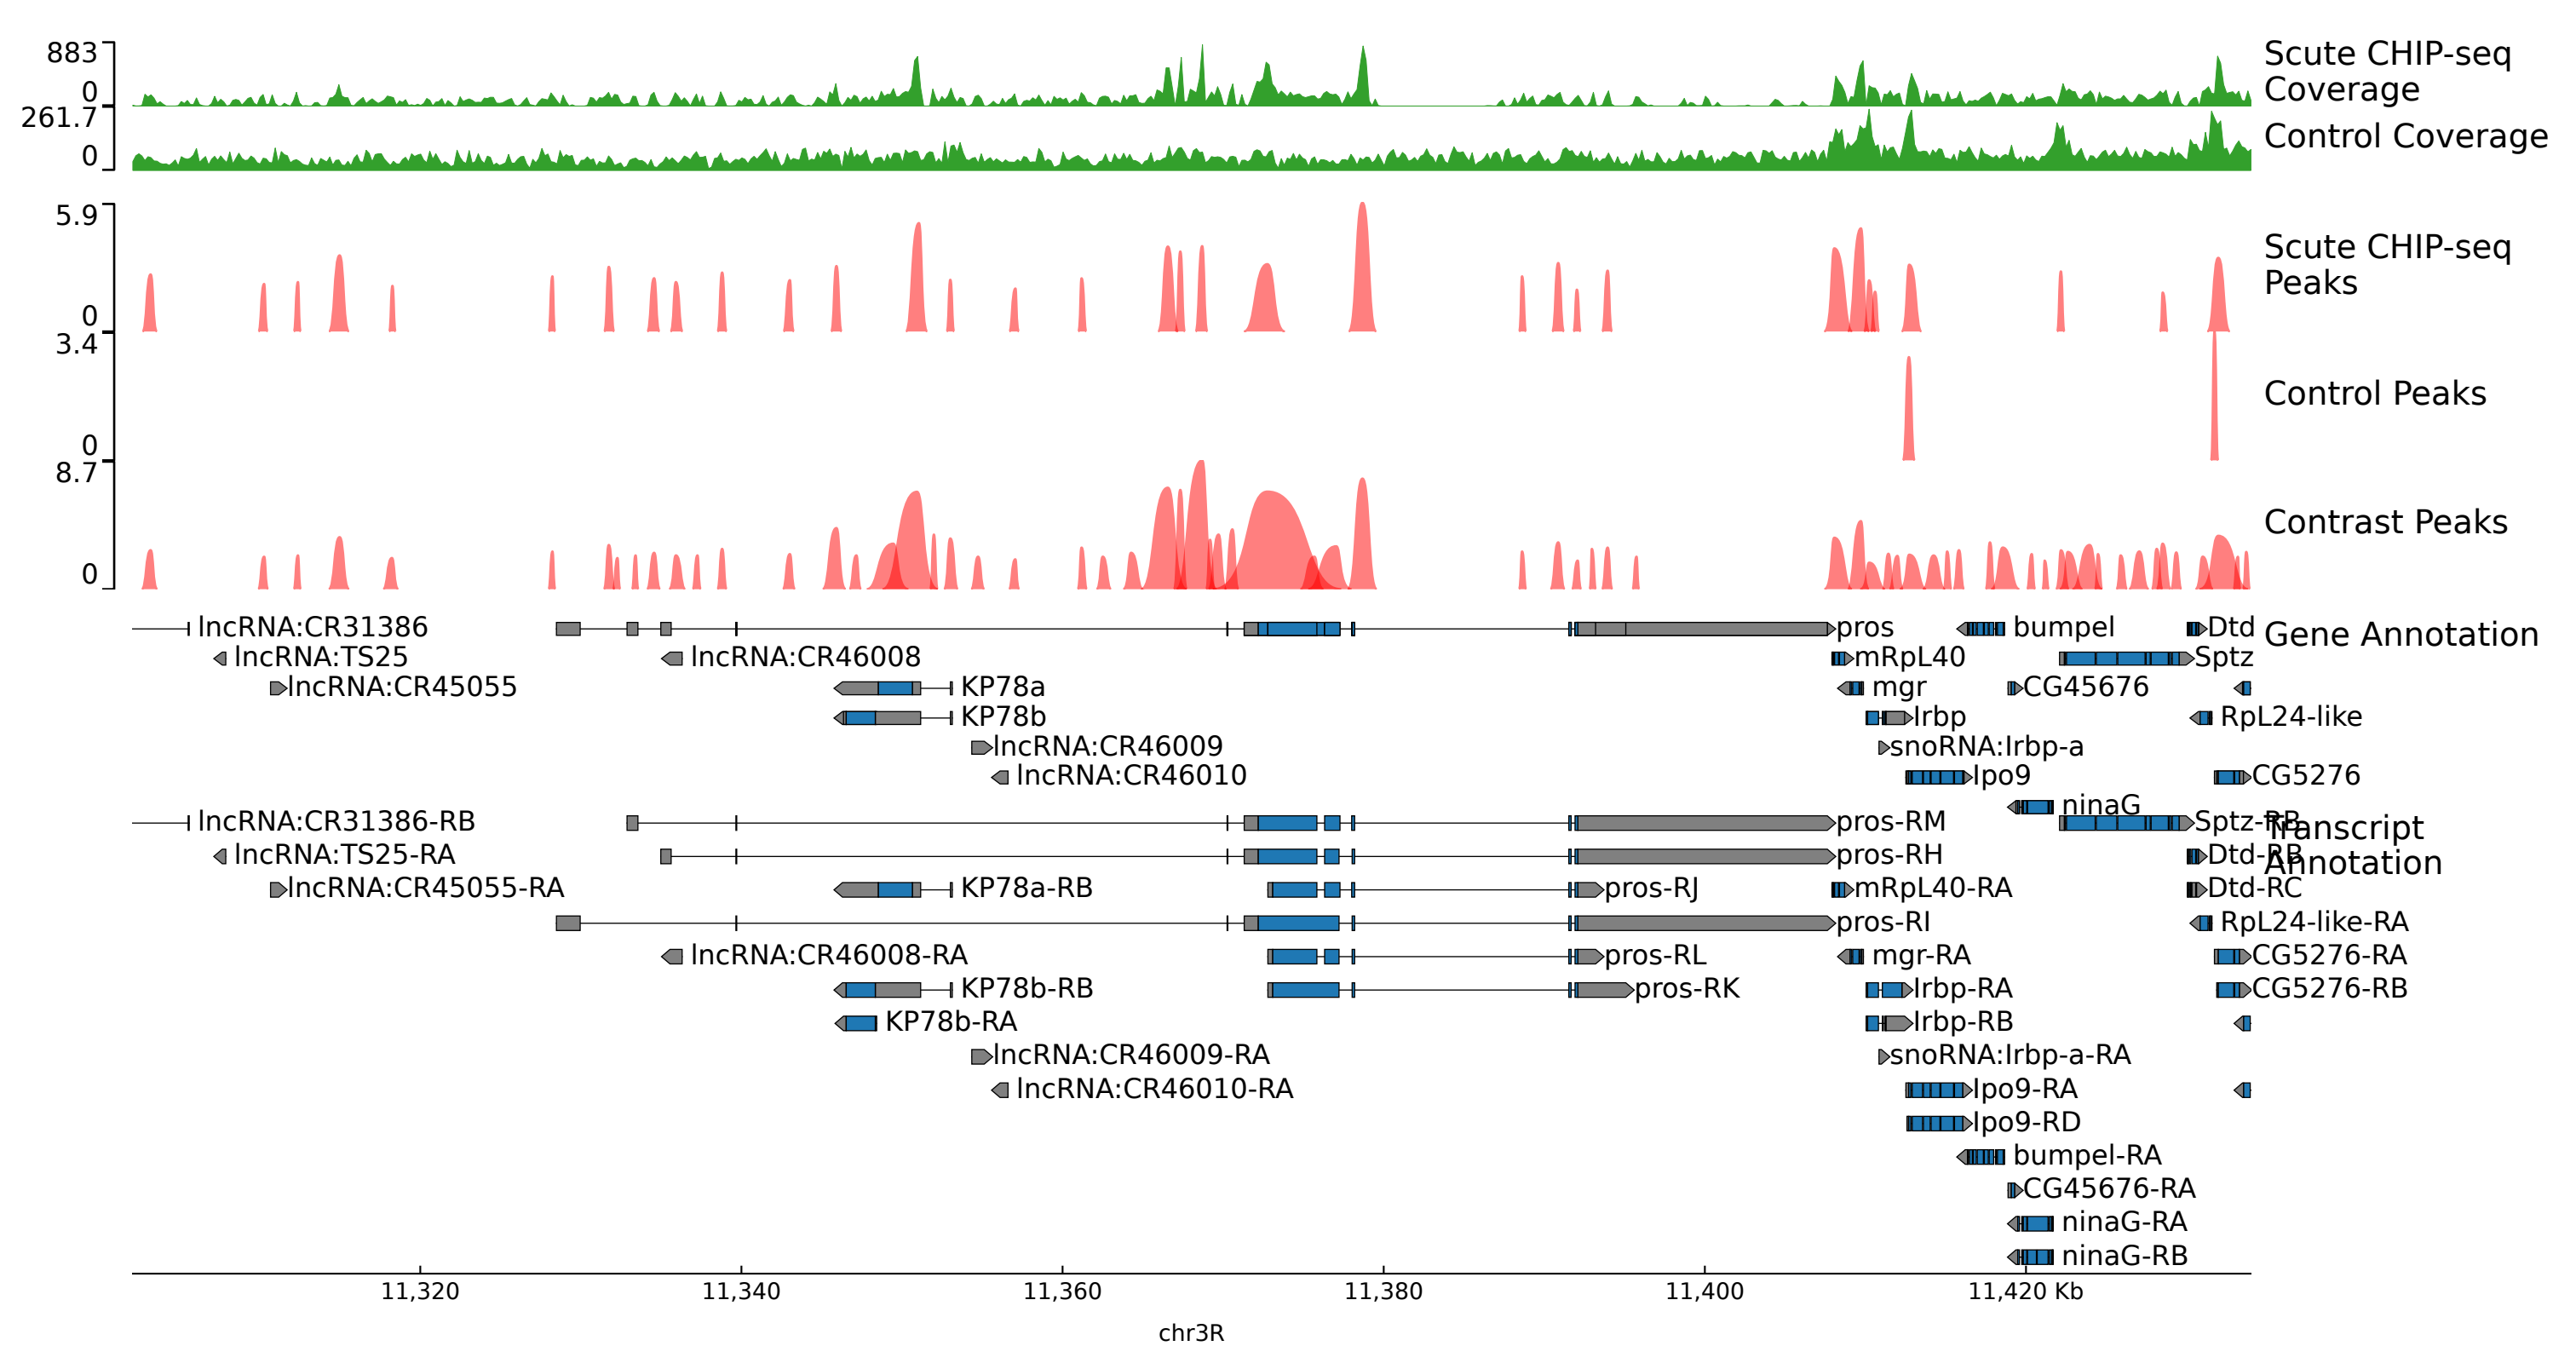 883
0
Scute CHIP-seq
Coverage
261.7
0
Control Coverage
5.9
0
Scute CHIP-seq
Peaks
3.4
0
Control Peaks
8.7
0
Contrast Peaks
lncRNA:CR31386 pros bumpel Dtd Gene Annotation
lncRNA:TS25 lncRNA:CR46008 mRpL40 Sptz
lncRNA:CR45055 KP78a mgr CG45676
KP78b Irbp RpL24-like
lncRNA:CR46009 snoRNA:Irbp-a
lncRNA:CR46010 Ipo9 CG5276
ninaG
lncRNA:CR31386-RB pros-RM Sptz-RB Transcript
lncRNA:TS25-RA pros-RH Dtd-RB Annotation
lncRNA:CR45055-RA KP78a-RB pros-RJ mRpL40-RA Dtd-RC
pros-RI RpL24-like-RA
lncRNA:CR46008-RA pros-RL mgr-RA CG5276-RA
KP78b-RB pros-RK Irbp-RA CG5276-RB
KP78b-RA Irbp-RB
lncRNA:CR46009-RA snoRNA:Irbp-a-RA
lncRNA:CR46010-RA Ipo9-RA
Ipo9-RD
bumpel-RA
CG45676-RA
ninaG-RA
ninaG-RB
11,320 11,340 11,360 11,380 11,400 11,420 Kb
chr3R